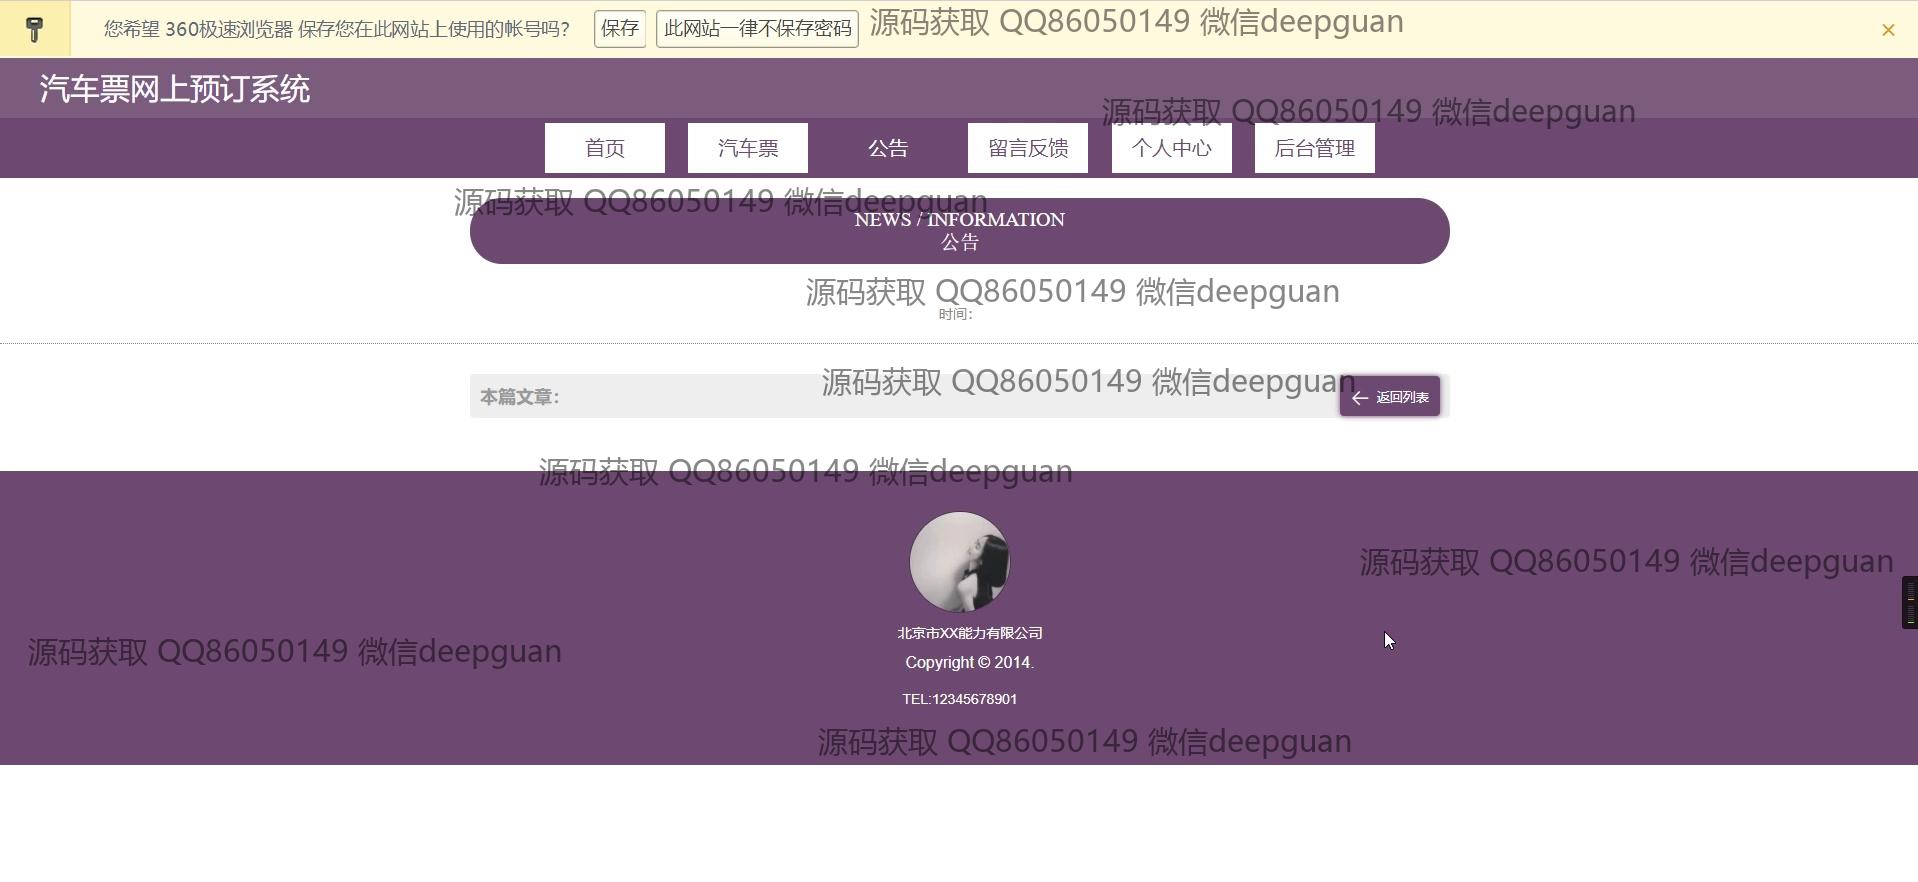 您希望 360极速浏览器 保存您在此网站上使用的帐号吗？ 保存 此网站一律不保存密码
源码获取 QQ86050149 微信deepguan
汽车票网上预订系统
源码获取 QQ86050149 微信deepguan
首页 汽车票 公告 留言反馈 个人中心 后台管理
源码获取 QQ86050149 微信deepguan
NEWS / INFORMATION
公告
源码获取 QQ86050149 微信deepguan
时间：
源码获取 QQ86050149 微信deepguan
本篇文章： 返回列表
源码获取 QQ86050149 微信deepguan
源码获取 QQ86050149 微信deepguan
北京市XX能力有限公司
源码获取 QQ86050149 微信deepguan
Copyright © 2014.
TEL:12345678901
源码获取 QQ86050149 微信deepguan